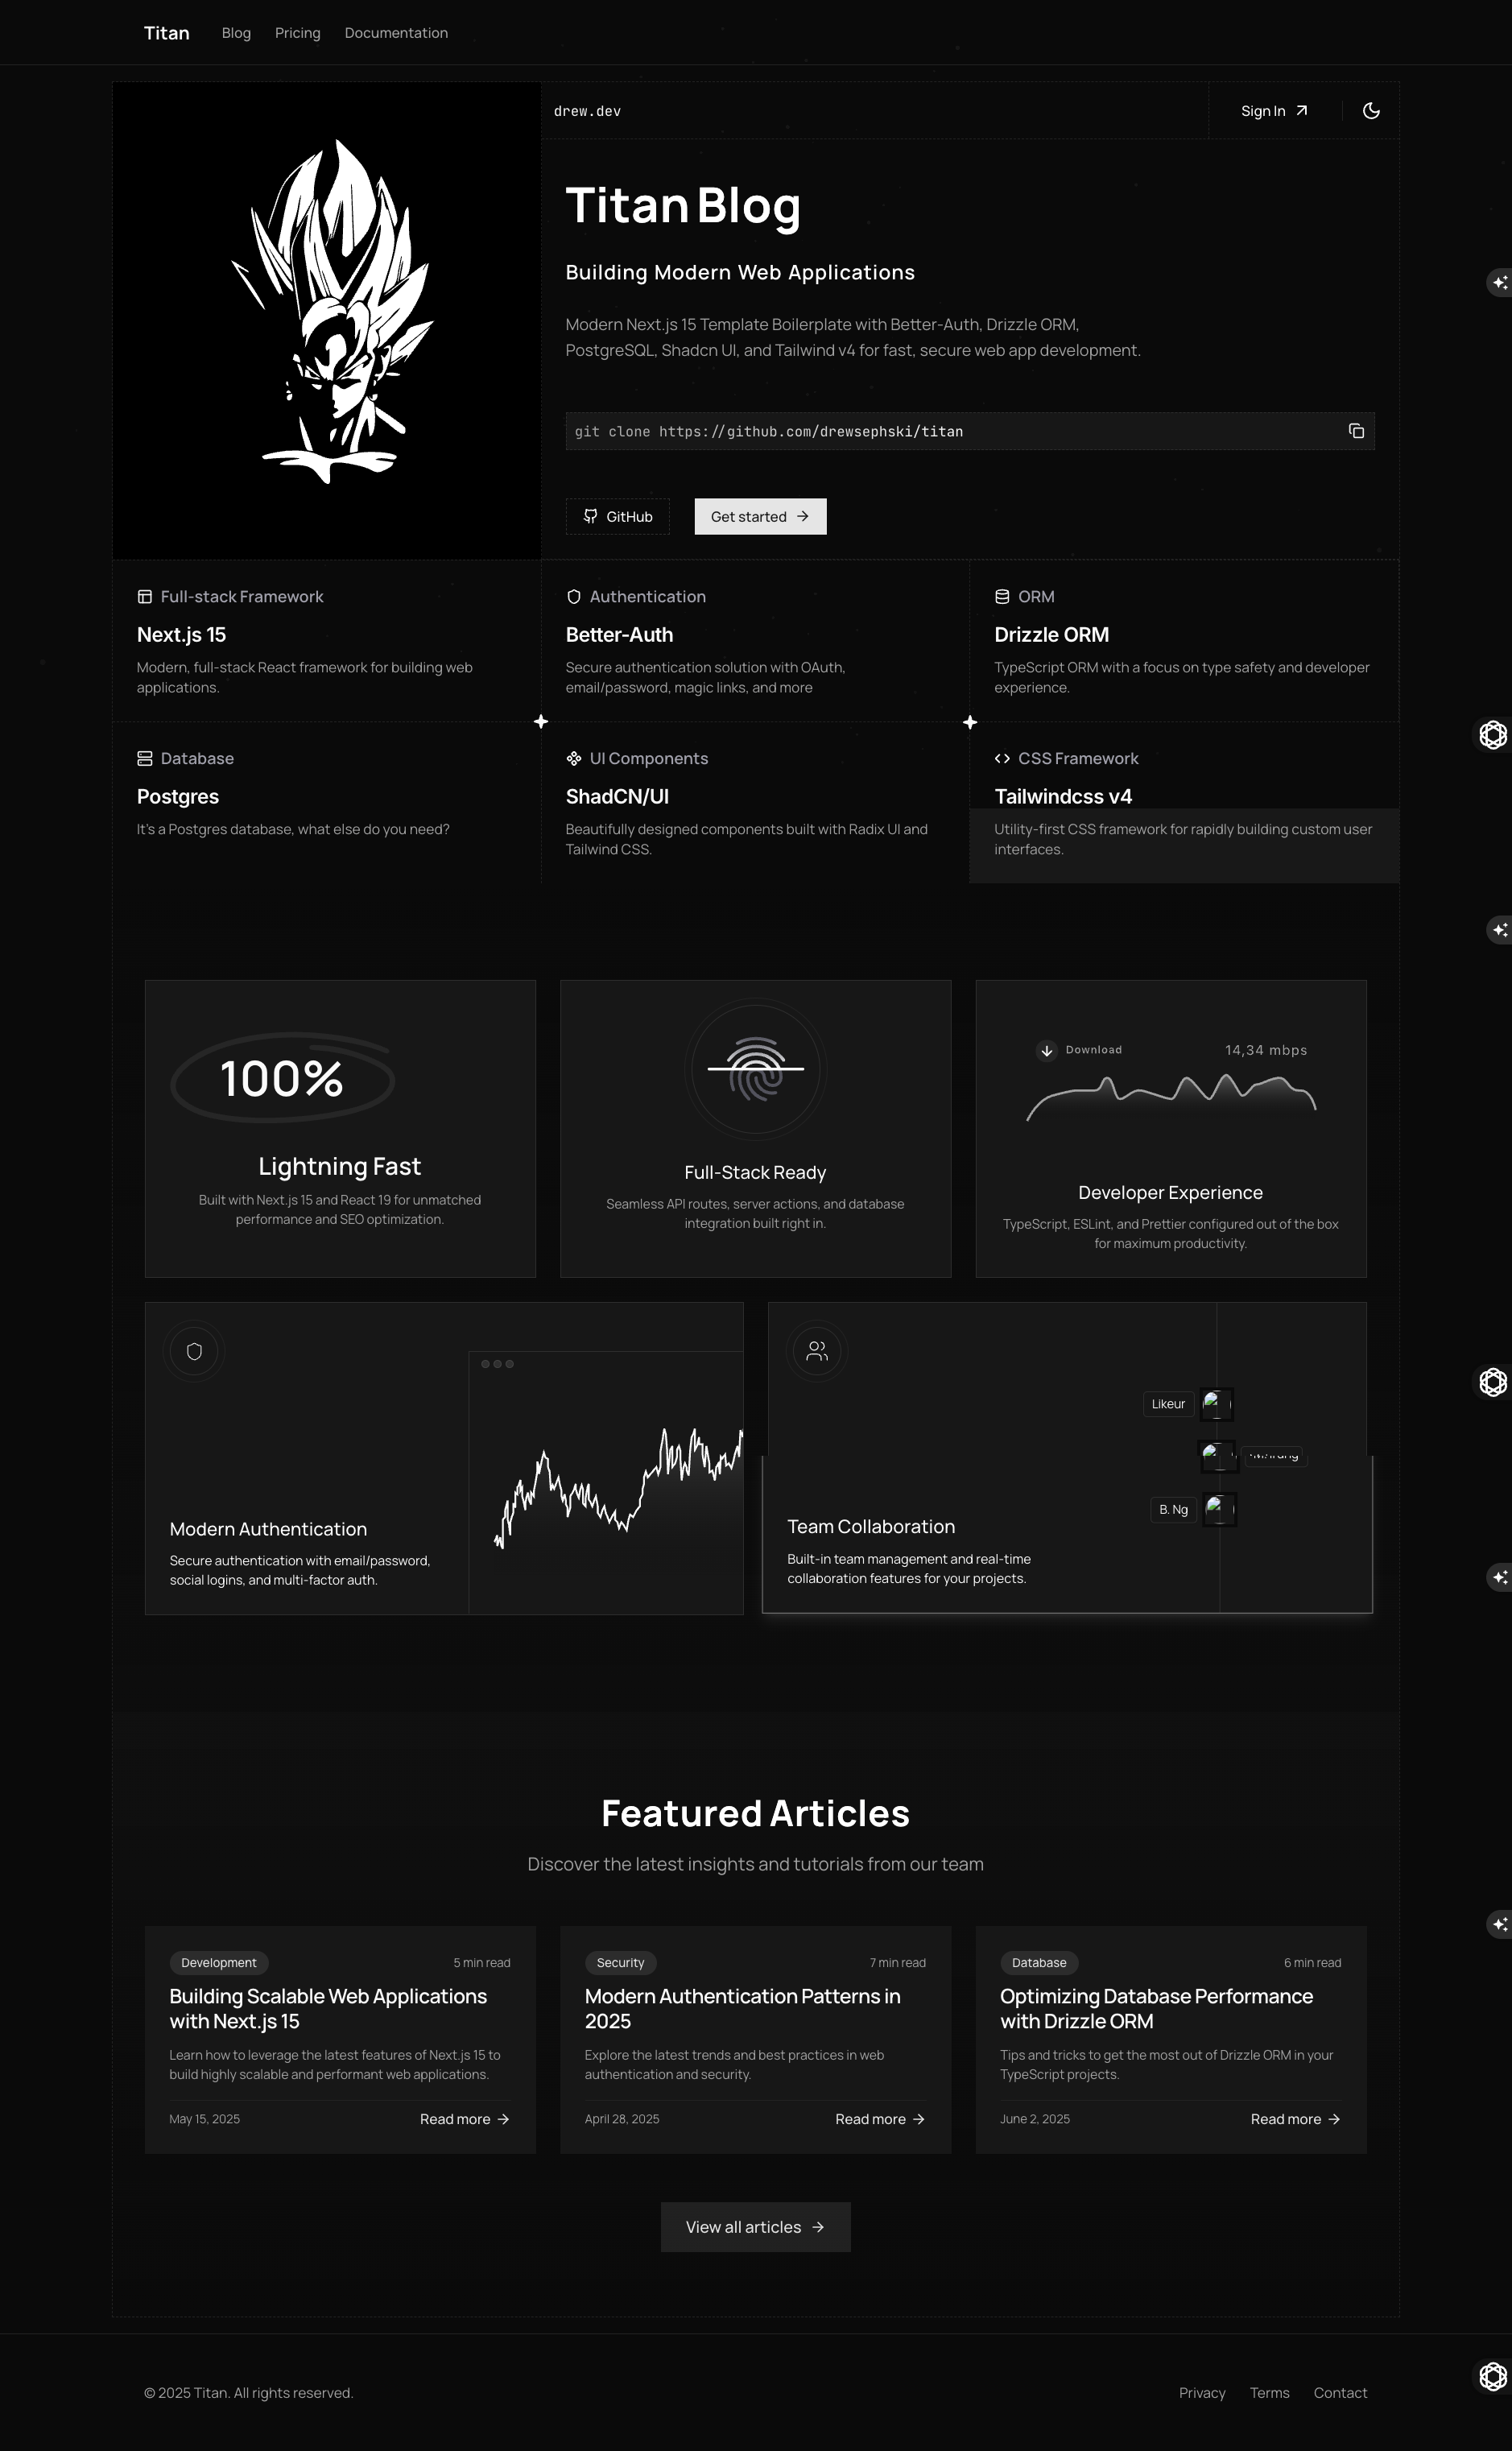 Titan Blog Pricing Documentation
drew.dev
Sign In
Titan Blog
Building Modern Web Applications
Modern Next.js 15 Template Boilerplate with Better-Auth, Drizzle ORM,
PostgreSQL, Shadcn UI, and Tailwind v4 for fast, secure web app development.
git clone https://github.com/drewsephski/titan
GitHub
Get started
Full-stack Framework
Next.js 15
Modern, full-stack React framework for building web
applications.
Authentication
Better-Auth
Secure authentication solution with OAuth,
email/password, magic links, and more
ORM
Drizzle ORM
TypeScript ORM with a focus on type safety and developer
experience.
Database
Postgres
It's a Postgres database, what else do you need?
UI Components
ShadCN/UI
Beautifully designed components built with Radix UI and
Tailwind CSS.
CSS Framework
Tailwindcss v4
Utility-first CSS framework for rapidly building custom user
interfaces.
100%
Lightning Fast
Built with Next.js 15 and React 19 for unmatched
performance and SEO optimization.
Full-Stack Ready
Seamless API routes, server actions, and database
integration built right in.
Download
14,34 mbps
Developer Experience
TypeScript, ESLint, and Prettier configured out of the box
for maximum productivity.
Modern Authentication
Secure authentication with email/password,
social logins, and multi-factor auth.
Likeur
B. Ng
Team Collaboration
Built-in team management and real-time
collaboration features for your projects.
Featured Articles
Discover the latest insights and tutorials from our team
Development
5 min read
Building Scalable Web Applications
with Next.js 15
Learn how to leverage the latest features of Next.js 15 to
build highly scalable and performant web applications.
May 15, 2025
Read more
Security
7 min read
Modern Authentication Patterns in
2025
Explore the latest trends and best practices in web
authentication and security.
April 28, 2025
Read more
Database
6 min read
Optimizing Database Performance
with Drizzle ORM
Tips and tricks to get the most out of Drizzle ORM in your
TypeScript projects.
June 2, 2025
Read more
View all articles
© 2025 Titan. All rights reserved.
Privacy Terms Contact